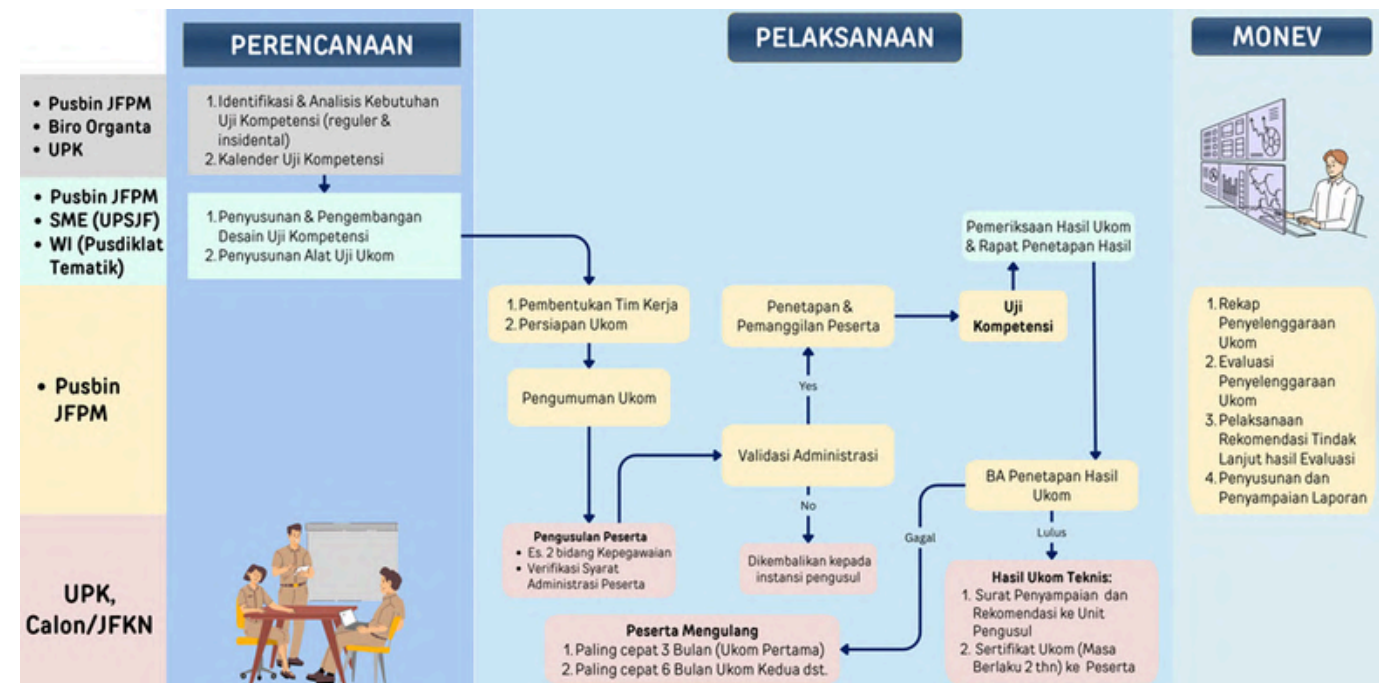 PERENCANAAN
PELAKSANAAN
MONEV
• Pusbin JFPM
• Biro Organta
• UPK
1. Identifikasi & Analisis Kebutuhan
Uji Kompetensi (reguler &
insidental)
2. Kalender Uji Kompetensi
• Pusbin JFPM
• SME (UPSJF)
• WI (Pusdiklat
Tematik)
1. Penyusunan & Pengembangan
Desain Uji Kompetensi
2. Penyusunan Alat Uji Ukom
Pemeriksaan Hasil Ukom
& Rapat Penetapan Hasil
• Pusbin
JFPM
1. Pembentukan Tim Kerja
2. Persiapan Ukom
Penetapan &
Pemanggilan Peserta
Uji
Kompetensi
Yes
Pengumuman Ukom
Validasi Administrasi
BA Penetapan Hasil
Ukom
No
Gagal
Lulus
1. Rekap
Penyelenggaraan
Ukom
2. Evaluasi
Penyelenggaraan
Ukom
3. Pelaksanaan
Rekomendasi Tindak
Lanjut hasil Evaluasi
4. Penyusunan dan
Penyampaian Laporan
UPK,
Calon/JFKN
Pengusulan Peserta
• Es. 2 bidang Kepegawaian
• Verifikasi Syarat
Administrasi Peserta
Dikembalikan kepada
instansi pengusul
Hasil Ukom Teknis:
1. Surat Penyampaian dan
Rekomendasi ke Unit
Pengusul
2. Sertifikat Ukom (Masa
Berlaku 2 thn) ke Peserta
Peserta Mengulang
1. Paling cepat 3 Bulan (Ukom Pertama)
2. Paling cepat 6 Bulan Ukom Kedua dst.